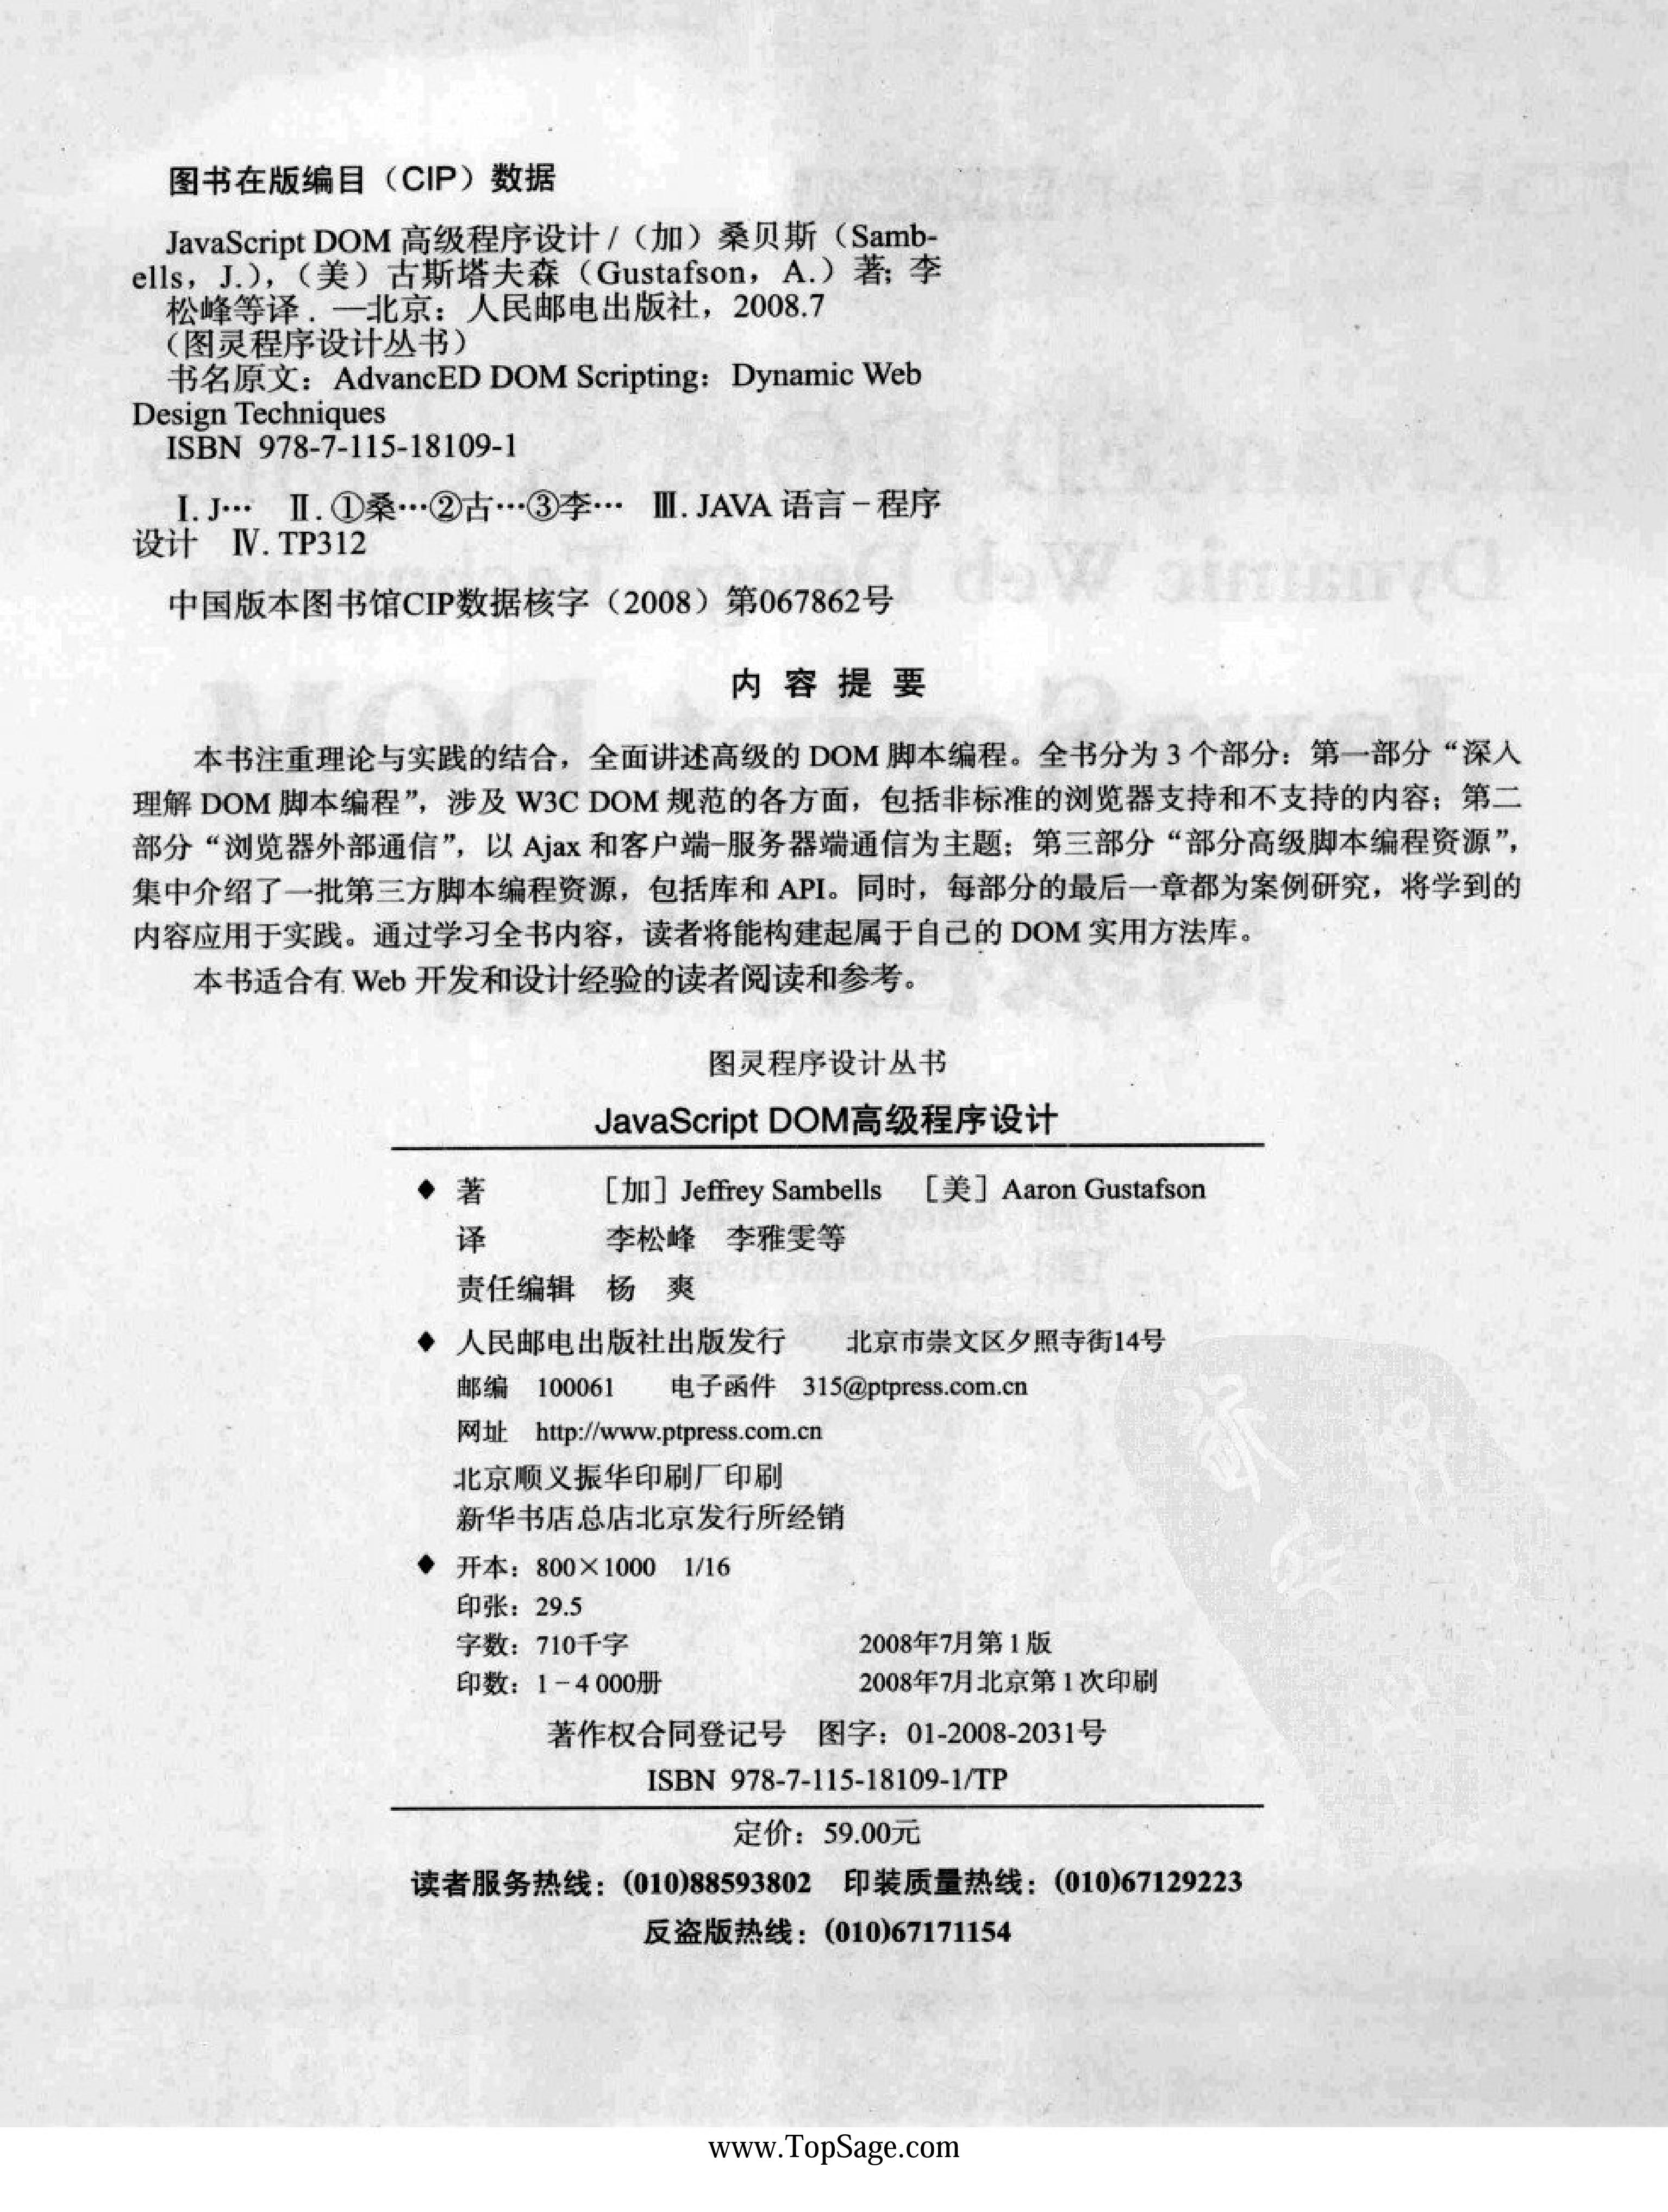 图书在版编目（CIP）数据
JavaScript DOM 高级程序设计 /（加）桑贝斯（Samb-
ells，J.），（美）古斯塔夫森（Gustafson，A.）著；李
松峰等译．—北京：人民邮电出版社，2008.7
（图灵程序设计丛书）
书名原文：AdvancED DOM Scripting：Dynamic Web
Design Techniques
ISBN 978-7-115-18109-1
Ⅰ. J… Ⅱ. ①桑…②古…③李… Ⅲ. JAVA 语言－程序
设计 Ⅳ. TP312
中国版本图书馆CIP数据核字（2008）第067862号
内 容 提 要
本书注重理论与实践的结合，全面讲述高级的 DOM 脚本编程。全书分为 3 个部分：第一部分“深入
理解 DOM 脚本编程”，涉及 W3C DOM 规范的各方面，包括非标准的浏览器支持和不支持的内容；第二
部分“浏览器外部通信”，以 Ajax 和客户端–服务器端通信为主题；第三部分“部分高级脚本编程资源”，
集中介绍了一批第三方脚本编程资源，包括库和 API。同时，每部分的最后一章都为案例研究，将学到的
内容应用于实践。通过学习全书内容，读者将能构建起属于自己的 DOM 实用方法库。
本书适合有 Web 开发和设计经验的读者阅读和参考。
图灵程序设计丛书
JavaScript DOM高级程序设计
◆ 著 ［加］Jeffrey Sambells ［美］Aaron Gustafson
译 李松峰 李雅雯等
责任编辑 杨 爽
◆ 人民邮电出版社出版发行 北京市崇文区夕照寺街14号
邮编 100061 电子函件 315@ptpress.com.cn
网址 http://www.ptpress.com.cn
北京顺义振华印刷厂印刷
新华书店总店北京发行所经销
◆ 开本：800×1000 1/16
印张：29.5
字数：710千字 2008年7月第 1 版
印数：1－4 000册 2008年7月北京第 1 次印刷
著作权合同登记号 图字：01-2008-2031号
ISBN 978-7-115-18109-1/TP
定价：59.00元
读者服务热线：(010)88593802 印装质量热线：(010)67129223
反盗版热线：(010)67171154
www.TopSage.com